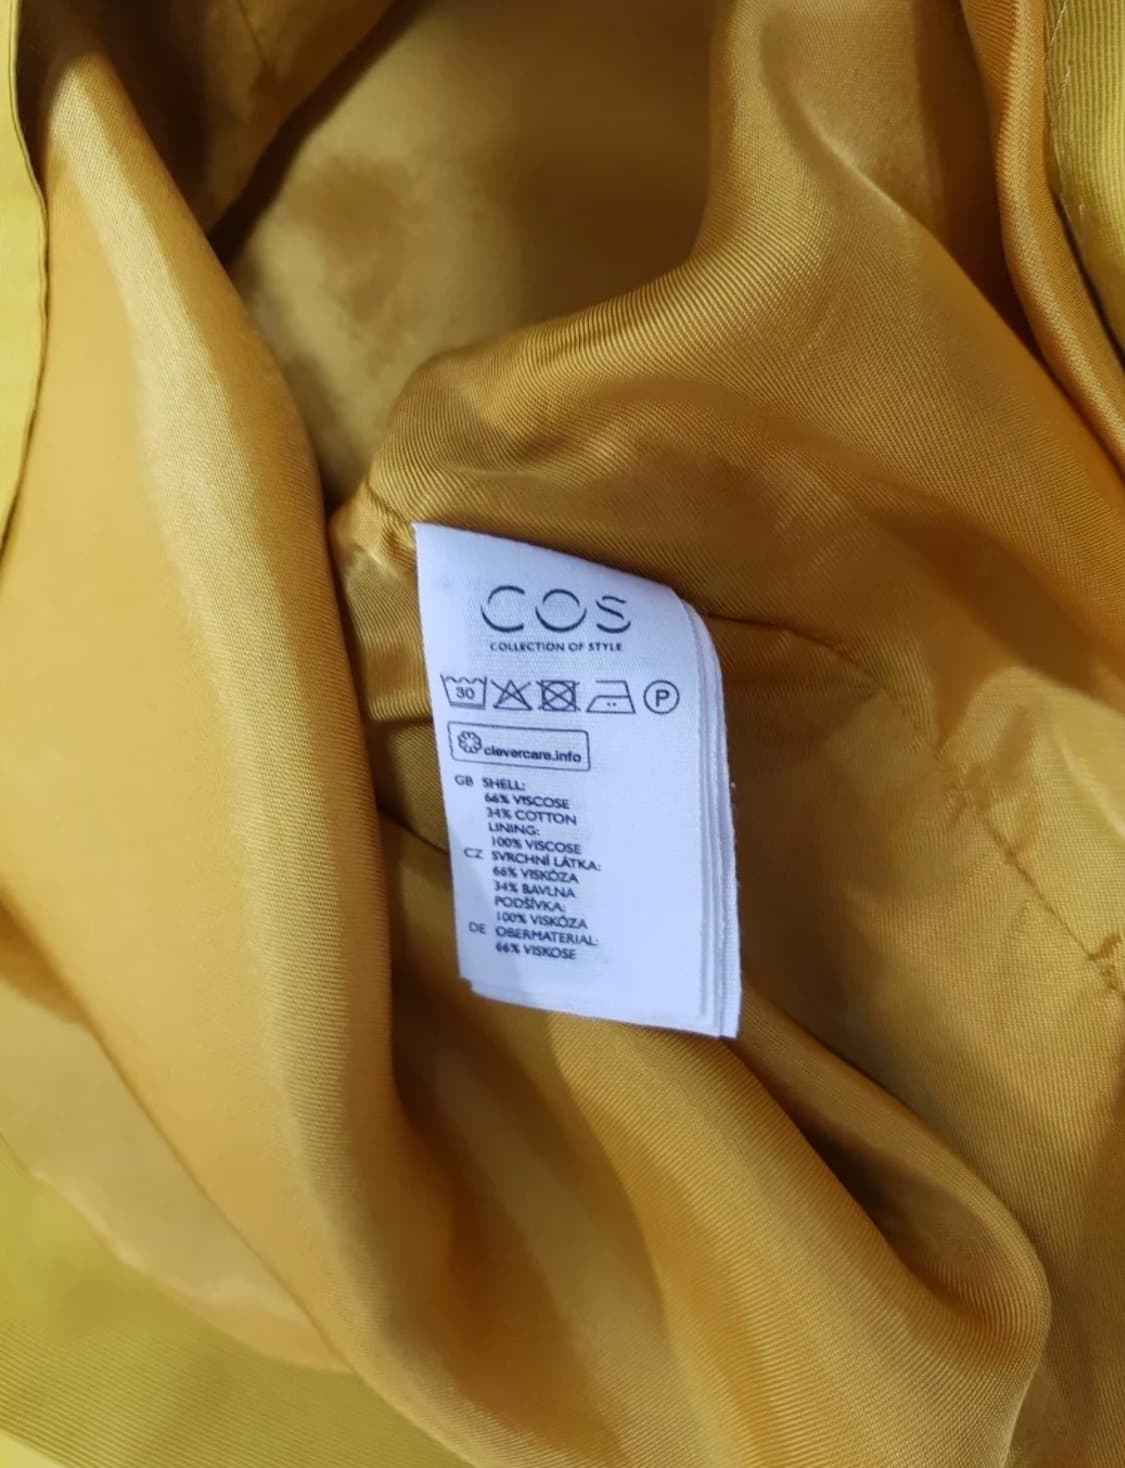 COS
COLLECTION OF STYLE
30 P
clevercare.info
GB SHELL:
66% VISCOSE
34% COTTON
LINING:
100% VISCOSE
CZ SVRCHNÍ LÁTKA:
66% VISKÓZA
34% BAVLNA
PODŠÍVKA:
100% VISKÓZA
DE OBERMATERIAL:
66% VISKOSE